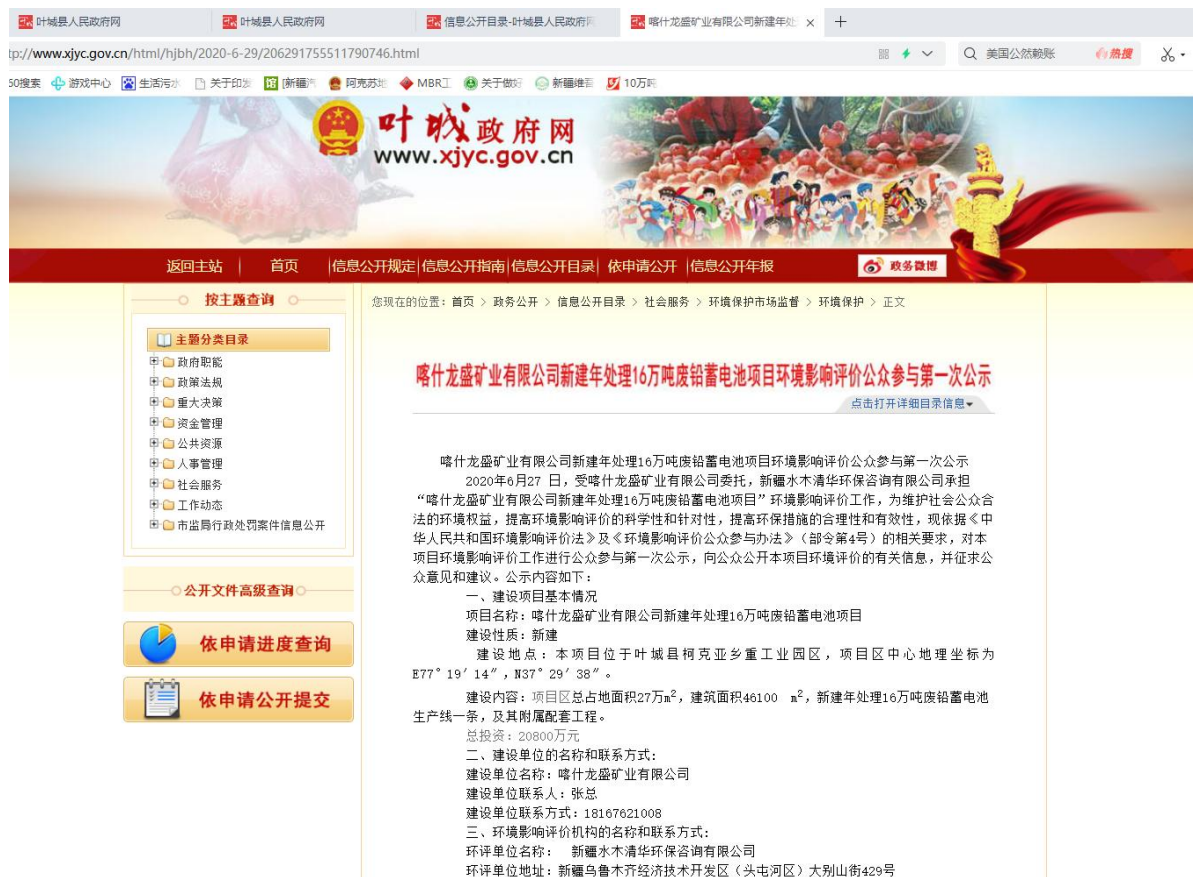 叶城县人民政府网
叶城县人民政府网
信息公开目录-叶城县人民政府网
喀什龙盛矿业有限公司新建年处
tp://www.xjyc.gov.cn/html/hjbh/2020-6-29/206291755511790746.html
美国公然赖账
热搜
60搜索
游戏中心
生活污水
关于印发
[新疆汽
阿克苏地
MBR工
关于做好
新疆维吾
10万吨
叶城政府网
www.xjyc.gov.cn
返回主站 | 首页 |信息公开规定|信息公开指南|信息公开目录| 依申请公开 |信息公开年报
政务微博
按主题查询
主题分类目录
政府职能
政策法规
重大决策
资金管理
公共资源
人事管理
社会服务
工作动态
市监局行政处罚案件信息公开
公开文件高级查询
依申请进度查询
依申请公开提交
您现在的位置：首页 > 政务公开 > 信息公开目录 > 社会服务 > 环境保护市场监督 > 环境保护 > 正文
喀什龙盛矿业有限公司新建年处理16万吨废铅蓄电池项目环境影响评价公众参与第一次公示
点击打开详细目录信息
喀什龙盛矿业有限公司新建年处理16万吨废铅蓄电池项目环境影响评价公众参与第一次公示
2020年6月27 日，受喀什龙盛矿业有限公司委托，新疆水木清华环保咨询有限公司承担
“喀什龙盛矿业有限公司新建年处理16万吨废铅蓄电池项目”环境影响评价工作，为维护社会公众合
法的环境权益，提高环境影响评价的科学性和针对性，提高环保措施的合理性和有效性，现依据《中
华人民共和国环境影响评价法》及《环境影响评价公众参与办法》（部令第4号）的相关要求，对本
项目环境影响评价工作进行公众参与第一次公示，向公众公开本项目环境评价的有关信息，并征求公
众意见和建议。公示内容如下：
一、建设项目基本情况
项目名称：喀什龙盛矿业有限公司新建年处理16万吨废铅蓄电池项目
建设性质：新建
建设地点：本项目位于叶城县柯克亚乡重工业园区，项目区中心地理坐标为
E77°19′14″，N37°29′38″。
建设内容：项目区总占地面积27万m²，建筑面积46100 m²，新建年处理16万吨废铅蓄电池
生产线一条，及其附属配套工程。
总投资：20800万元
二、建设单位的名称和联系方式：
建设单位名称：喀什龙盛矿业有限公司
建设单位联系人：张总
建设单位联系方式：18167621008
三、环境影响评价机构的名称和联系方式：
环评单位名称： 新疆水木清华环保咨询有限公司
环评单位地址：新疆乌鲁木齐经济技术开发区（头屯河区）大别山街429号